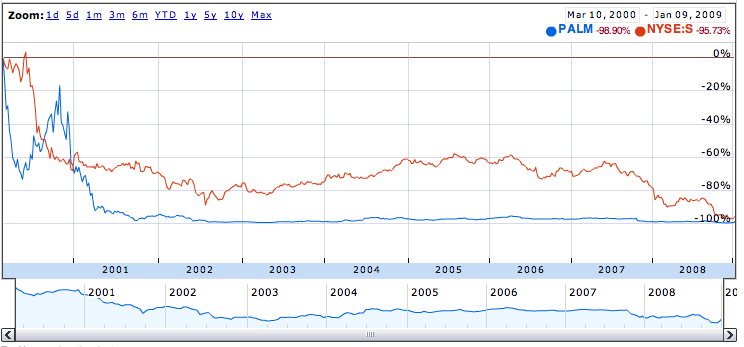 Zoom: 1d 5d 1m 3m 6m YTD 1y 5y 10y Max
Mar 10, 2000 - Jan 09, 2009
PALM -98.90% NYSE:S -95.73%
0%
-20%
-40%
-60%
-80%
-100%
2001 2002 2003 2004 2005 2006 2007 2008
2001 2002 2003 2004 2005 2006 2007 2008 20